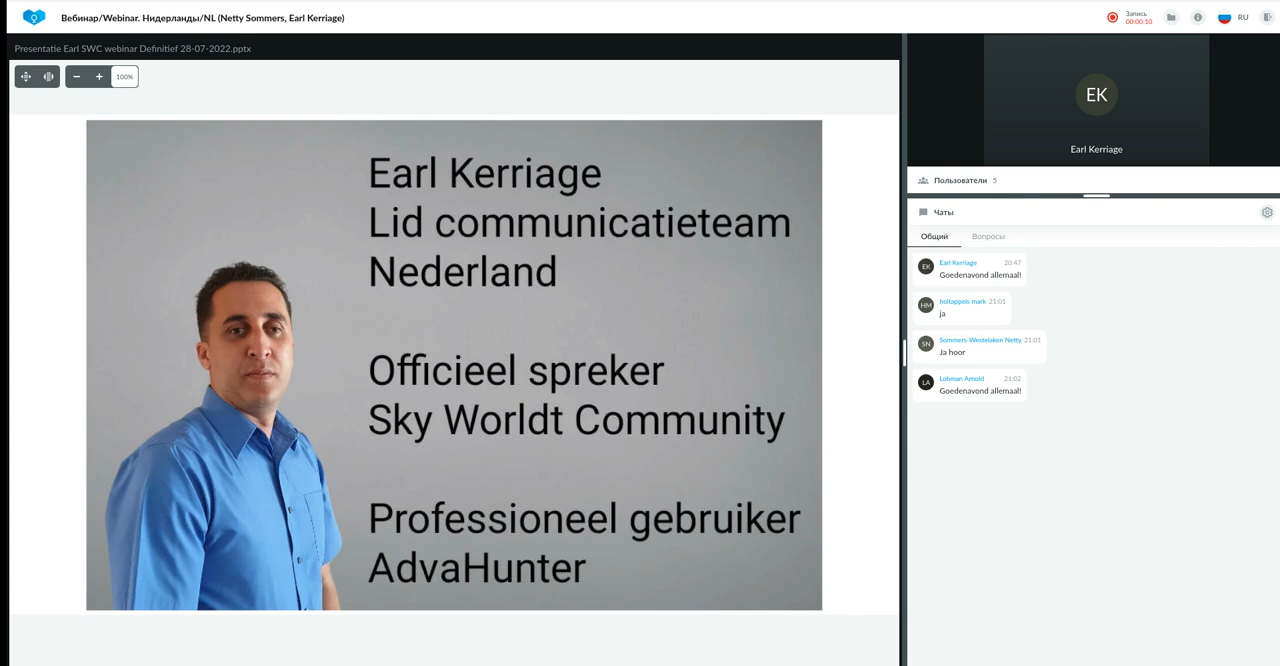 Вебинар/Webinar. Нидерланды/NL (Netty Sommers, Earl Kerriage)
Запись
00:00:10
RU
Presentatie Earl SWC webinar Definitief 28-07-2022.pptx
100%
Earl Kerriage
Lid communicatieteam
Nederland
Officieel spreker
Sky Worldt Community
Professioneel gebruiker
AdvaHunter
EK
Earl Kerriage
Пользователи 5
Чаты
Общий Вопросы
EK
Earl Kerriage 20:47
Goedenavond allemaal!
HM
holtappels mark 21:01
ja
SN
Sommers-Westelaken Netty 21:01
Ja hoor
LA
Lobman Arnold 21:02
Goedenavond allemaal!